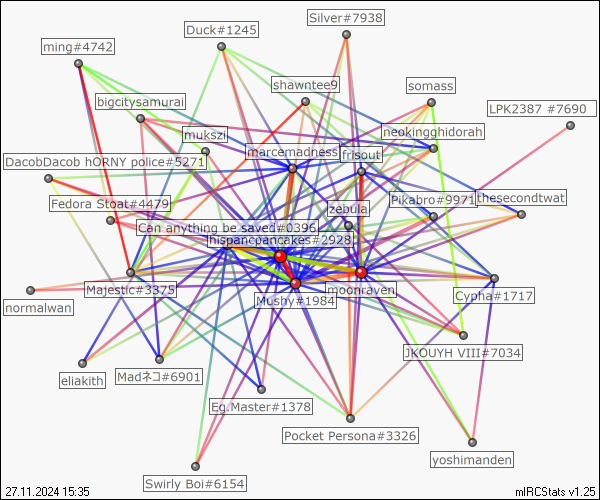 Silver#7938
Duck#1245
ming#4742
shawntee9
somass
bigcitysamurai
LPK2387 #7690
mukszi
neokingghidorah
marcemadness
frisout
DacobDacob hORNY police#5271
Pikabro#9971
thesecondtwat
Fedora Stoat#4479
zebula
Can anything be saved#0396
hispanepancakes#2928
Majestic#3375
moonraven
Cypha#1717
Mushy#1984
normalwan
JKOUYH VIII#7034
eliakith
Madネコ#6901
Eg.Master#1378
Pocket Persona#3326
yoshimanden
Swirly Boi#6154
27.11.2024 15:35
mIRCStats v1.25